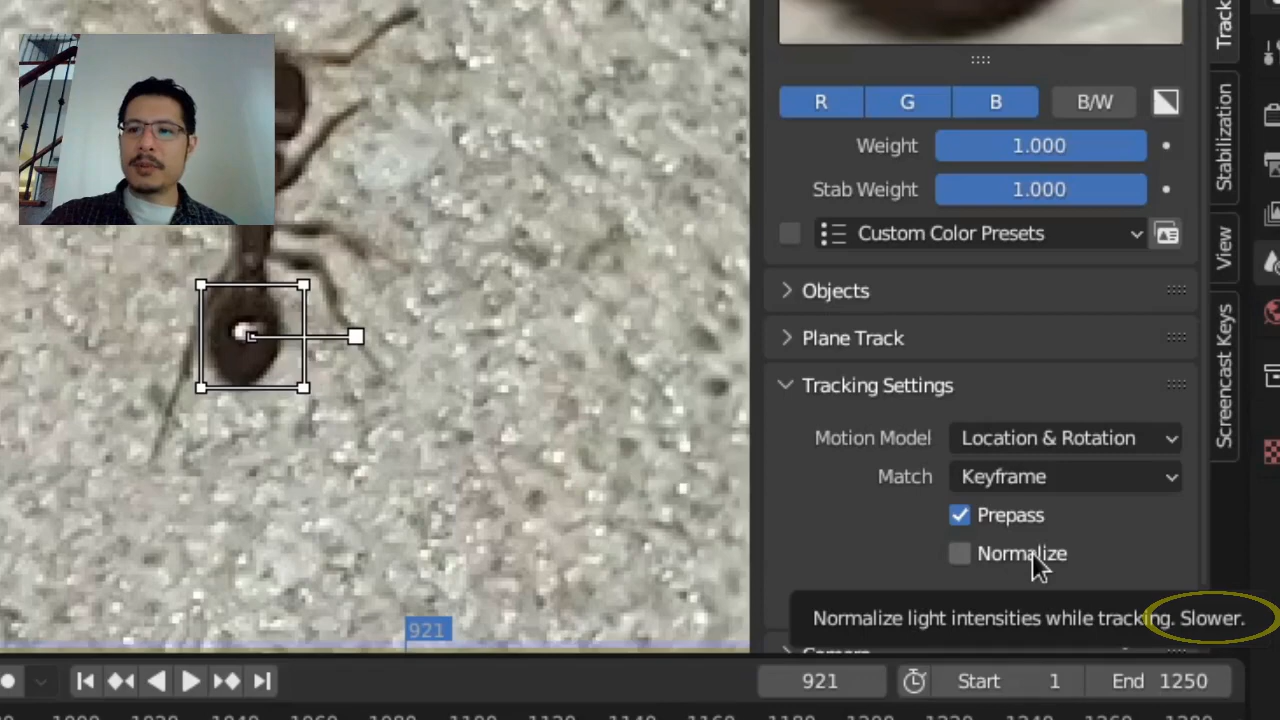 Track
R G B B/W
Weight 1.000
Stab Weight 1.000
Custom Color Presets
Objects
Plane Track
Tracking Settings
Motion Model Location & Rotation
Match Keyframe
Prepass
Normalize
Normalize light intensities while tracking. Slower.
Stabilization
View
Screencast Keys
921
921 Start 1 End 1250